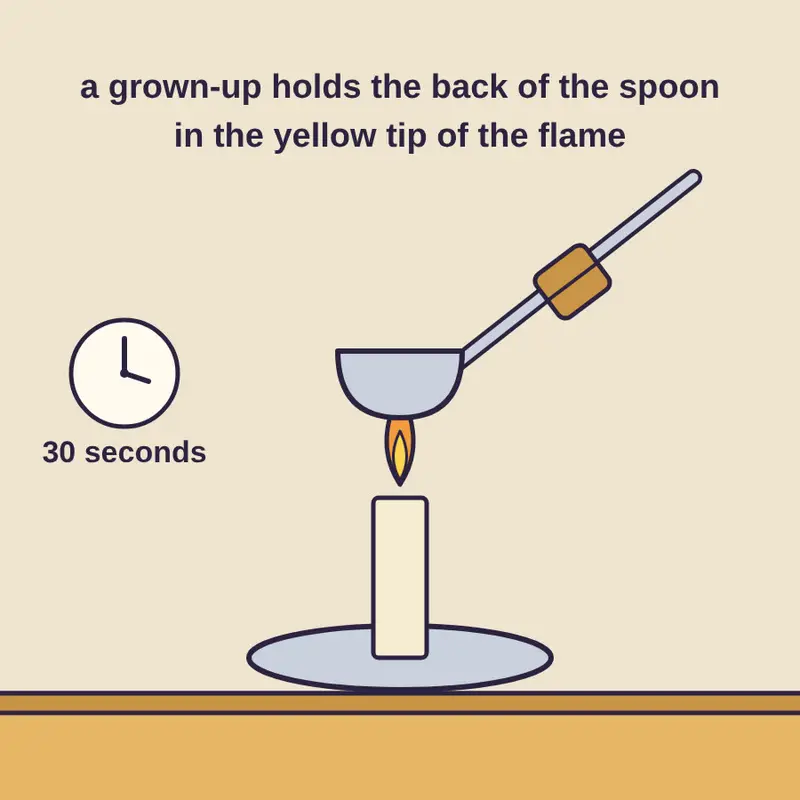 a grown-up holds the back of the spoon
in the yellow tip of the flame
30 seconds